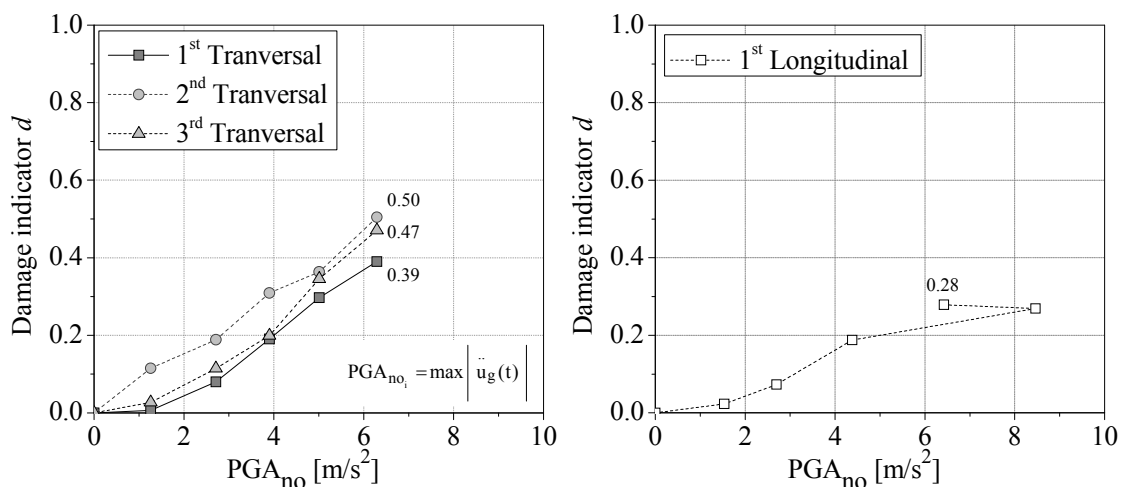 1.0
0.8
0.6
0.4
0.2
0.0
Damage indicator d
1st Tranversal
2nd Tranversal
3rd Tranversal
0.50
0.47
0.39
PGAnoi = max|üg(t)|
0 2 4 6 8 10
PGAno [m/s2]
1.0
0.8
0.6
0.4
0.2
0.0
Damage indicator d
1st Longitudinal
0.28
0 2 4 6 8 10
PGAno [m/s2]